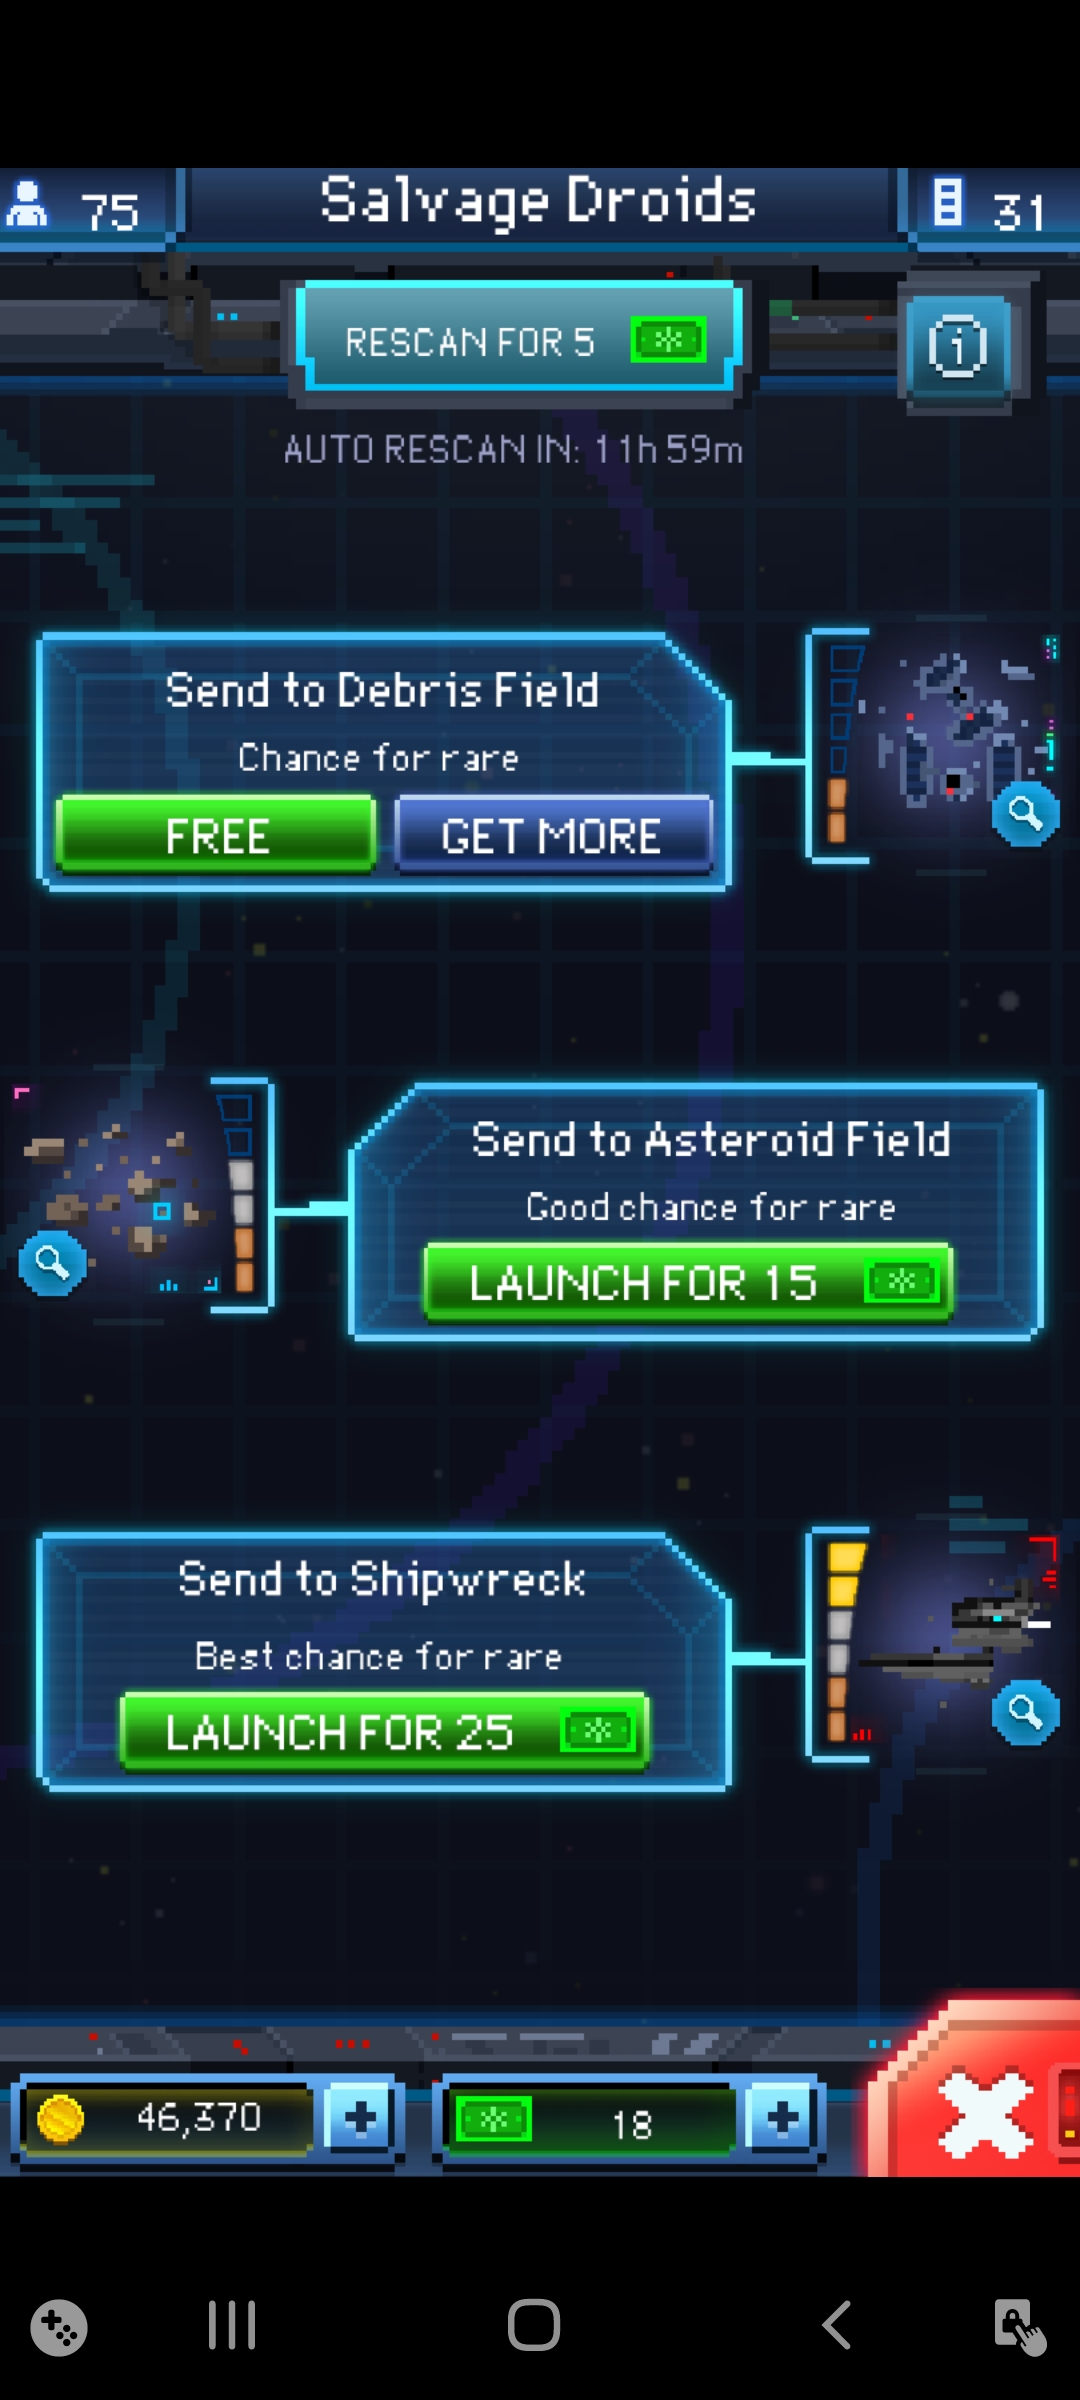 75
Salvage Droids
31
RESCAN FOR 5
i
AUTO RESCAN IN: 11h 59m
Send to Debris Field
Chance for rare
FREE
GET MORE
Send to Asteroid Field
Good chance for rare
LAUNCH FOR 15
Send to Shipwreck
Best chance for rare
LAUNCH FOR 25
46,370
18